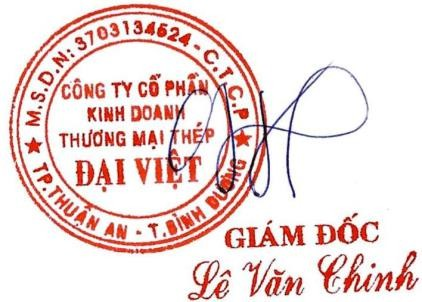 M.S.D.N: 3703134524 - C.T.C.P
CÔNG TY CỔ PHẦN
KINH DOANH
THƯƠNG MẠI THÉP
ĐẠI VIỆT
TP.THUẬN AN - T.BÌNH DƯƠNG
GIÁM ĐỐC
Lê Văn Chinh